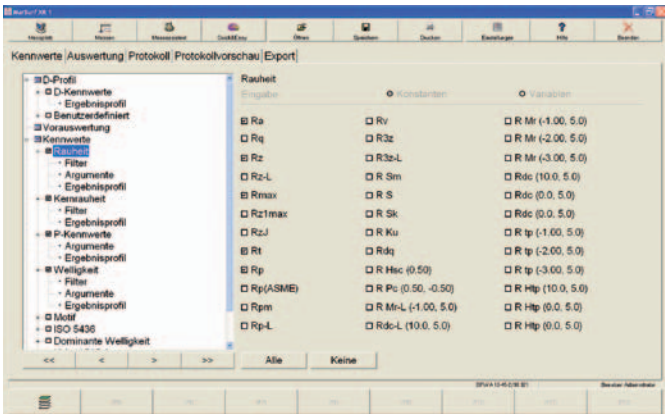 MarSurf XR 1
Messen
Öffnen
Speichern
Drucken
Einstellungen
Hilfe
Beenden
Kennwerte Auswertung Protokoll Protokollvorschau Export
D-Profil
D-Kennwerte
Ergebnisprofil
Benutzerdefiniert
Vorauswertung
Kennwerte
Rauheit
Filter
Argumente
Ergebnisprofil
Kernrauheit
Filter
Ergebnisprofil
P-Kennwerte
Argumente
Ergebnisprofil
Welligkeit
Filter
Argumente
Ergebnisprofil
Motif
ISO 5436
Dominante Welligkeit
<< < > >>
Rauheit
Eingabe Konstanten Variablen
Ra Rv R Mr (-1.00, 5.0)
Rq R3z R Mr (-2.00, 5.0)
Rz R3z-L R Mr (-3.00, 5.0)
Rz-L R Sm Rdc (10.0, 5.0)
Rmax R S Rdc (0.0, 5.0)
Rz1max R Sk Rdc (0.0, 5.0)
RzJ R Ku R tp (-1.00, 5.0)
Rt Rdq R tp (-2.00, 5.0)
Rp R Hsc (0.50) R tp (-3.00, 5.0)
Rp(ASME) R Pc (0.50, -0.50) R Htp (10.0, 5.0)
Rpm R Mr-L (-1.00, 5.0) R Htp (0.0, 5.0)
Rp-L Rdc-L (10.0, 5.0) R Htp (0.0, 5.0)
Alle Keine
Benutzer: Administrator